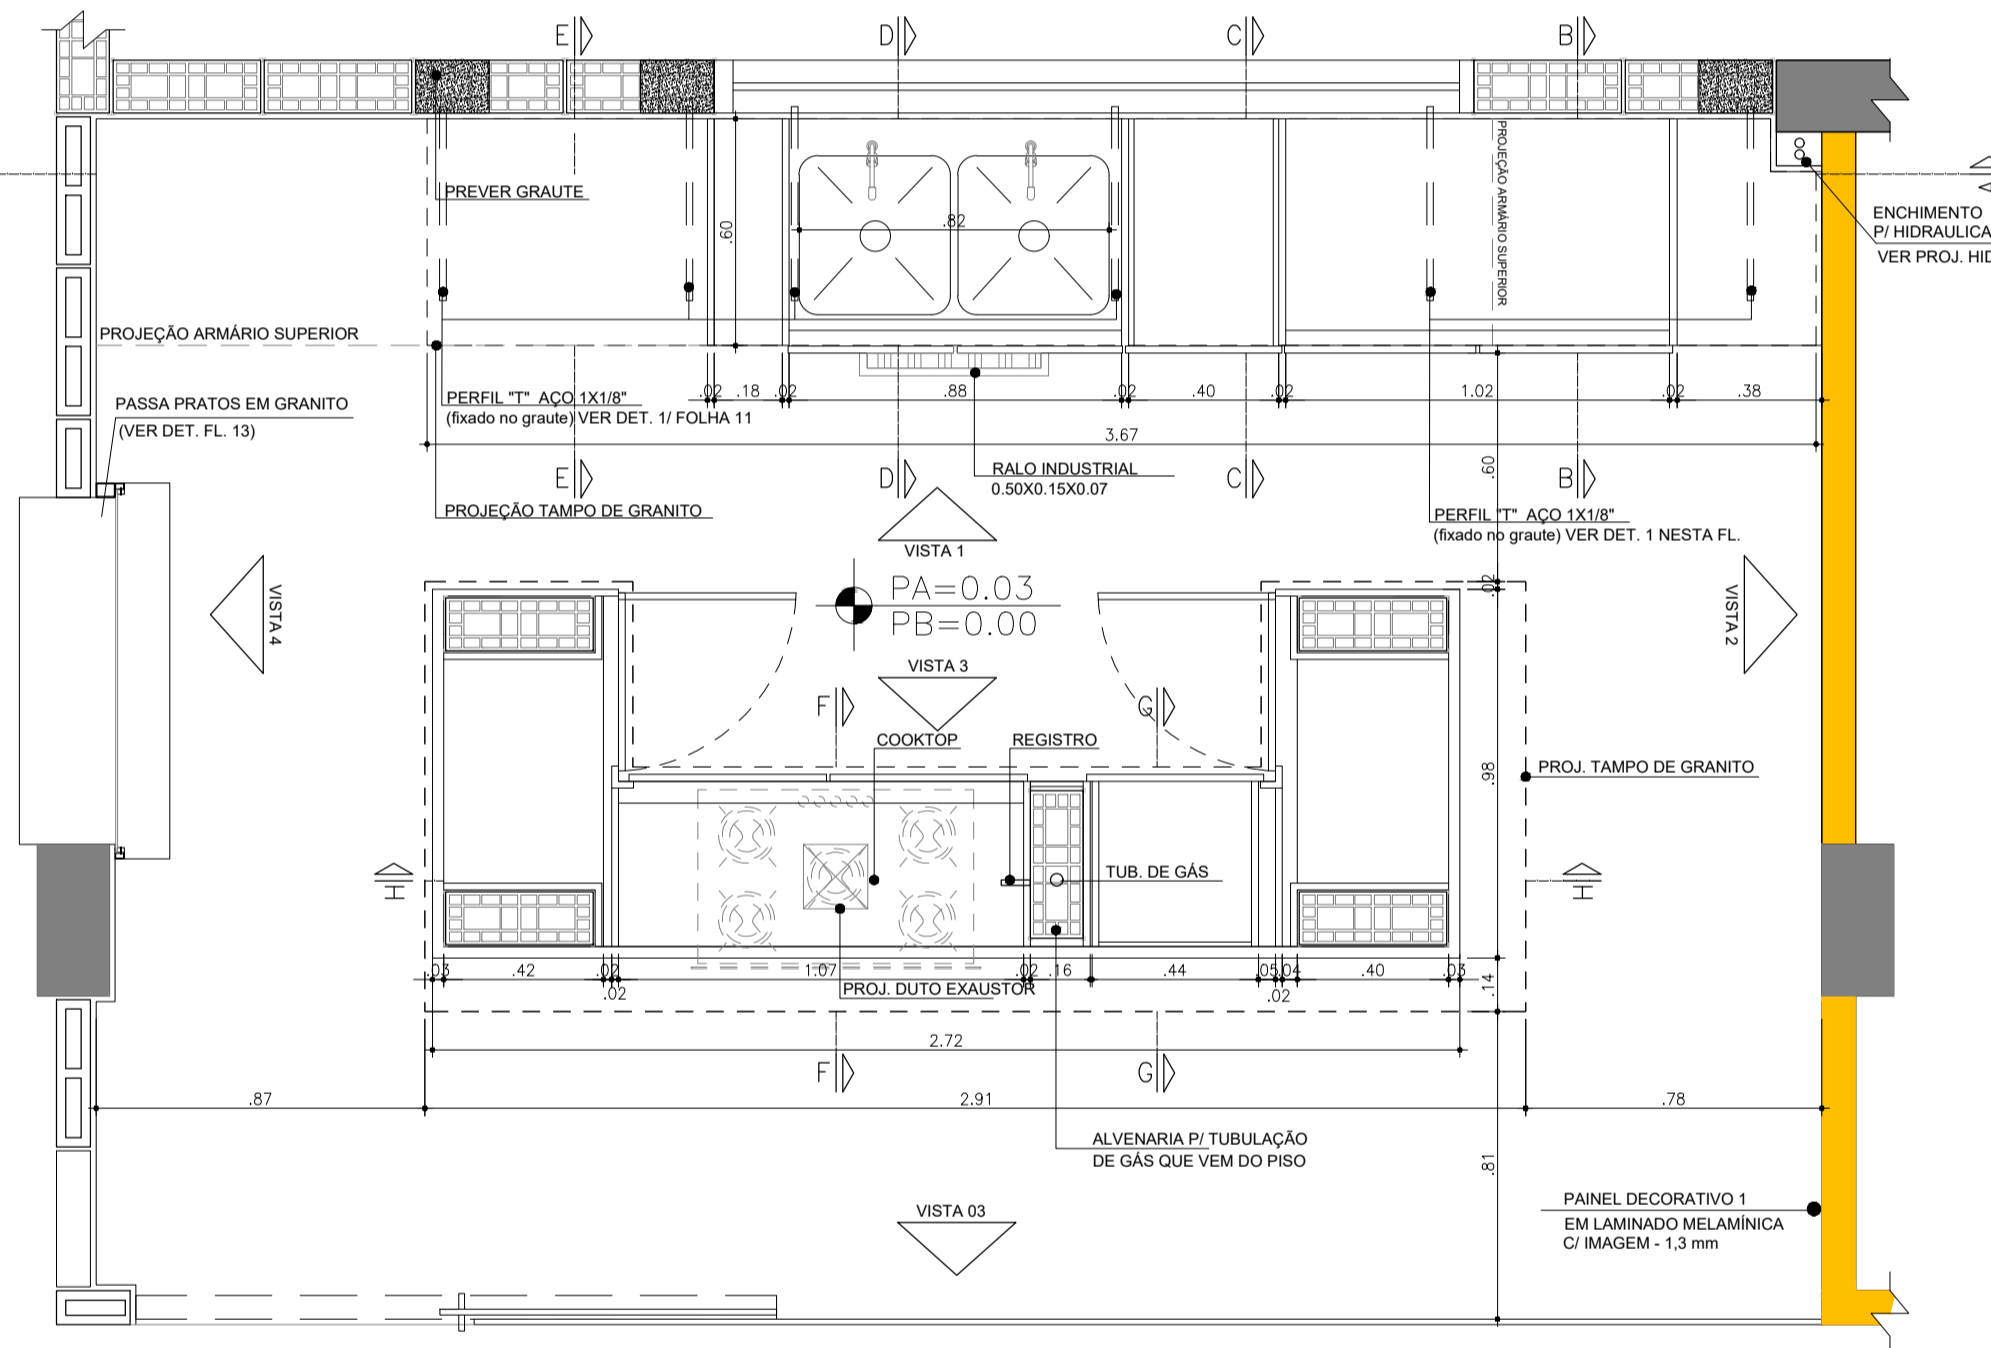 E
D
C
B
PREVER GRAUTE
.60
.82
PROJEÇÃO ARMÁRIO SUPERIOR
ENCHIMENTO
P/ HIDRAULICA
VER PROJ. HID
PROJEÇÃO ARMÁRIO SUPERIOR
PASSA PRATOS EM GRANITO
(VER DET. FL. 13)
PERFIL "T" AÇO 1X1/8"
(fixado no graute) VER DET. 1/ FOLHA 11
.02
.18
.02
.88
.02
.40
.02
1.02
.02
.38
3.67
E
D
C
B
RALO INDUSTRIAL
0.50X0.15X0.07
.60
PROJEÇÃO TAMPO DE GRANITO
PERFIL "T" AÇO 1X1/8"
(fixado no graute) VER DET. 1 NESTA FL.
VISTA 1
PA=0.03
PB=0.00
.02
VISTA 4
VISTA 2
VISTA 3
F
G
COOKTOP
REGISTRO
PROJ. TAMPO DE GRANITO
.98
TUB. DE GÁS
H
H
.03
.42
.02
.02
1.07
.02
.16
.44
.05
.04
.02
.40
.03
.14
PROJ. DUTO EXAUSTOR
2.72
F
G
.87
2.91
.78
ALVENARIA P/ TUBULAÇÃO
DE GÁS QUE VEM DO PISO
.81
VISTA 03
PAINEL DECORATIVO 1
EM LAMINADO MELAMÍNICA
C/ IMAGEM - 1,3 mm